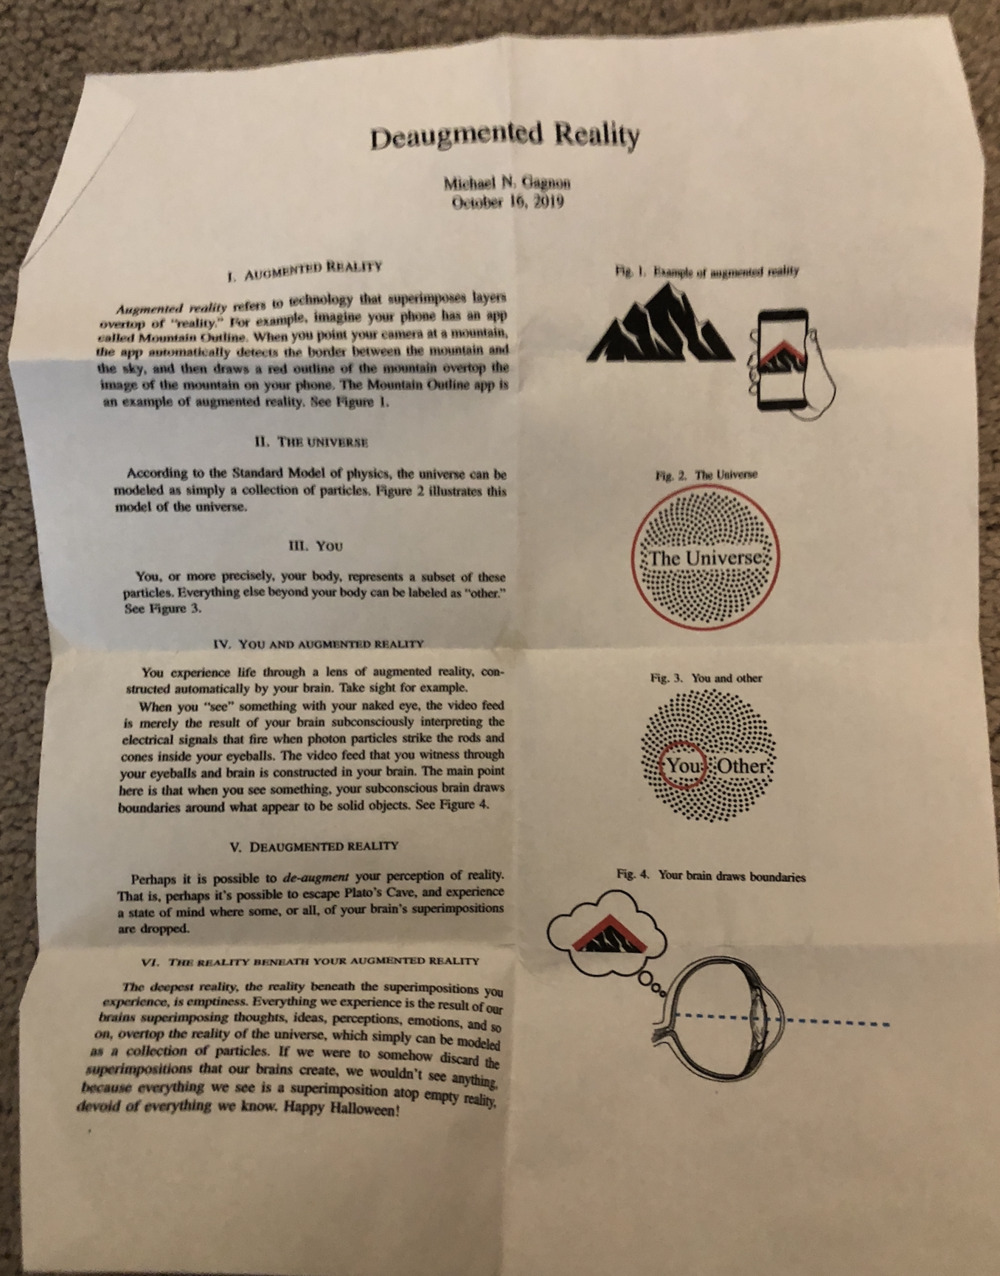 Deaugmented Reality
Michael N. Gagnon
October 16, 2019
I. AUGMENTED REALITY
Augmented reality refers to technology that superimposes layers
overtop of “reality.” For example, imagine your phone has an app
called Mountain Outline. When you point your camera at a mountain,
the app automatically detects the border between the mountain and
the sky, and then draws a red outline of the mountain overtop the
image of the mountain on your phone. The Mountain Outline app is
an example of augmented reality. See Figure 1.
II. THE UNIVERSE
According to the Standard Model of physics, the universe can be
modeled as simply a collection of particles. Figure 2 illustrates this
model of the universe.
III. YOU
You, or more precisely, your body, represents a subset of these
particles. Everything else beyond your body can be labeled as “other.”
See Figure 3.
IV. YOU AND AUGMENTED REALITY
You experience life through a lens of augmented reality, con-
structed automatically by your brain. Take sight for example.
When you “see” something with your naked eye, the video feed
is merely the result of your brain subconsciously interpreting the
electrical signals that fire when photon particles strike the rods and
cones inside your eyeballs. The video feed that you witness through
your eyeballs and brain is constructed in your brain. The main point
here is that when you see something, your subconscious brain draws
boundaries around what appear to be solid objects. See Figure 4.
V. DEAUGMENTED REALITY
Perhaps it is possible to de-augment your perception of reality.
That is, perhaps it’s possible to escape Plato’s Cave, and experience
a state of mind where some, or all, of your brain’s superimpositions
are dropped.
VI. THE REALITY BENEATH YOUR AUGMENTED REALITY
The deepest reality, the reality beneath the superimpositions you
experience, is emptiness. Everything we experience is the result of our
brains superimposing thoughts, ideas, perceptions, emotions, and so
on, overtop the reality of the universe, which simply can be modeled
as a collection of particles. If we were to somehow discard the
superimpositions that our brains create, we wouldn’t see anything,
because everything we see is a superimposition atop empty reality,
devoid of everything we know. Happy Halloween!
Fig. 1. Example of augmented reality
Fig. 2. The Universe
The Universe
Fig. 3. You and other
You Other
Fig. 4. Your brain draws boundaries